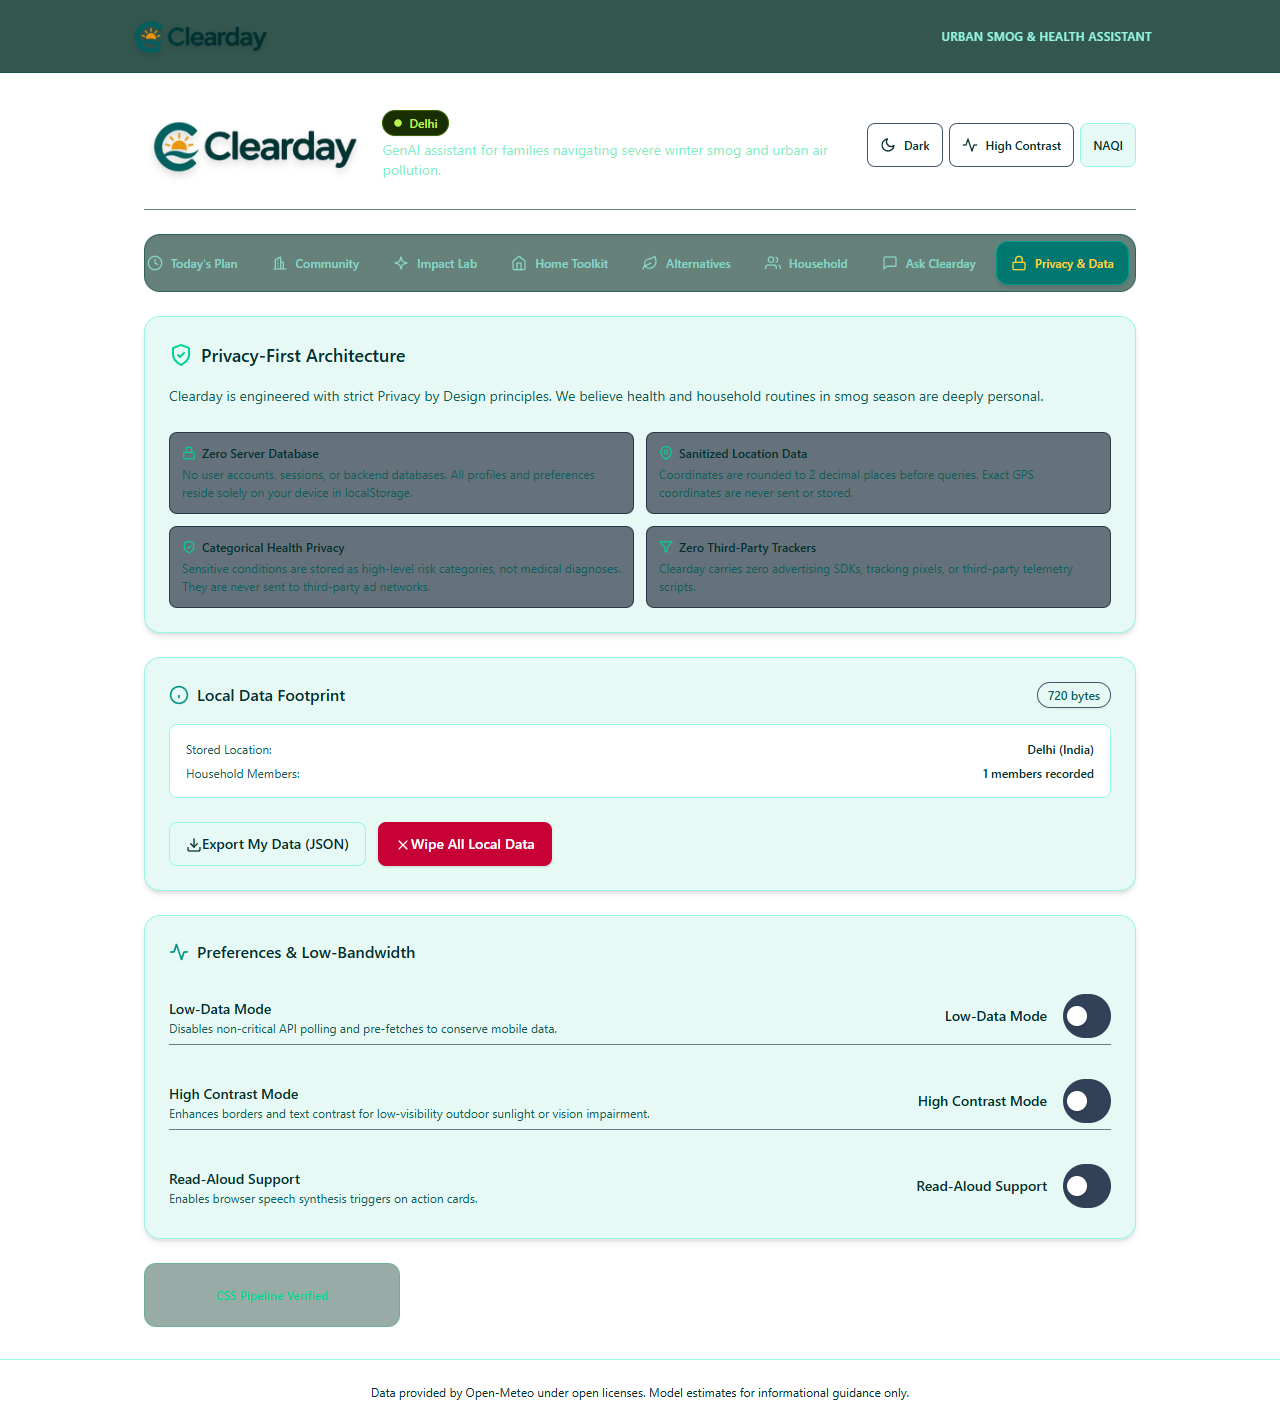 Clearday
URBAN SMOG & HEALTH ASSISTANT
Clearday
Delhi
GenAI assistant for families navigating severe winter smog and urban air
pollution.
Dark
High Contrast
NAQI
Today's Plan
Community
Impact Lab
Home Toolkit
Alternatives
Household
Ask Clearday
Privacy & Data
Privacy-First Architecture
Clearday is engineered with strict Privacy by Design principles. We believe health and household routines in smog season are deeply personal.
Zero Server Database
No user accounts, sessions, or backend databases. All profiles and preferences
reside solely on your device in localStorage.
Sanitized Location Data
Coordinates are rounded to 2 decimal places before queries. Exact GPS
coordinates are never sent or stored.
Categorical Health Privacy
Sensitive conditions are stored as high-level risk categories, not medical diagnoses.
They are never sent to third-party ad networks.
Zero Third-Party Trackers
Clearday carries zero advertising SDKs, tracking pixels, or third-party telemetry
scripts.
Local Data Footprint
720 bytes
Stored Location:
Delhi (India)
Household Members:
1 members recorded
Export My Data (JSON)
Wipe All Local Data
Preferences & Low-Bandwidth
Low-Data Mode
Disables non-critical API polling and pre-fetches to conserve mobile data.
Low-Data Mode
High Contrast Mode
Enhances borders and text contrast for low-visibility outdoor sunlight or vision impairment.
High Contrast Mode
Read-Aloud Support
Enables browser speech synthesis triggers on action cards.
Read-Aloud Support
CSS Pipeline Verified
Data provided by Open-Meteo under open licenses. Model estimates for informational guidance only.